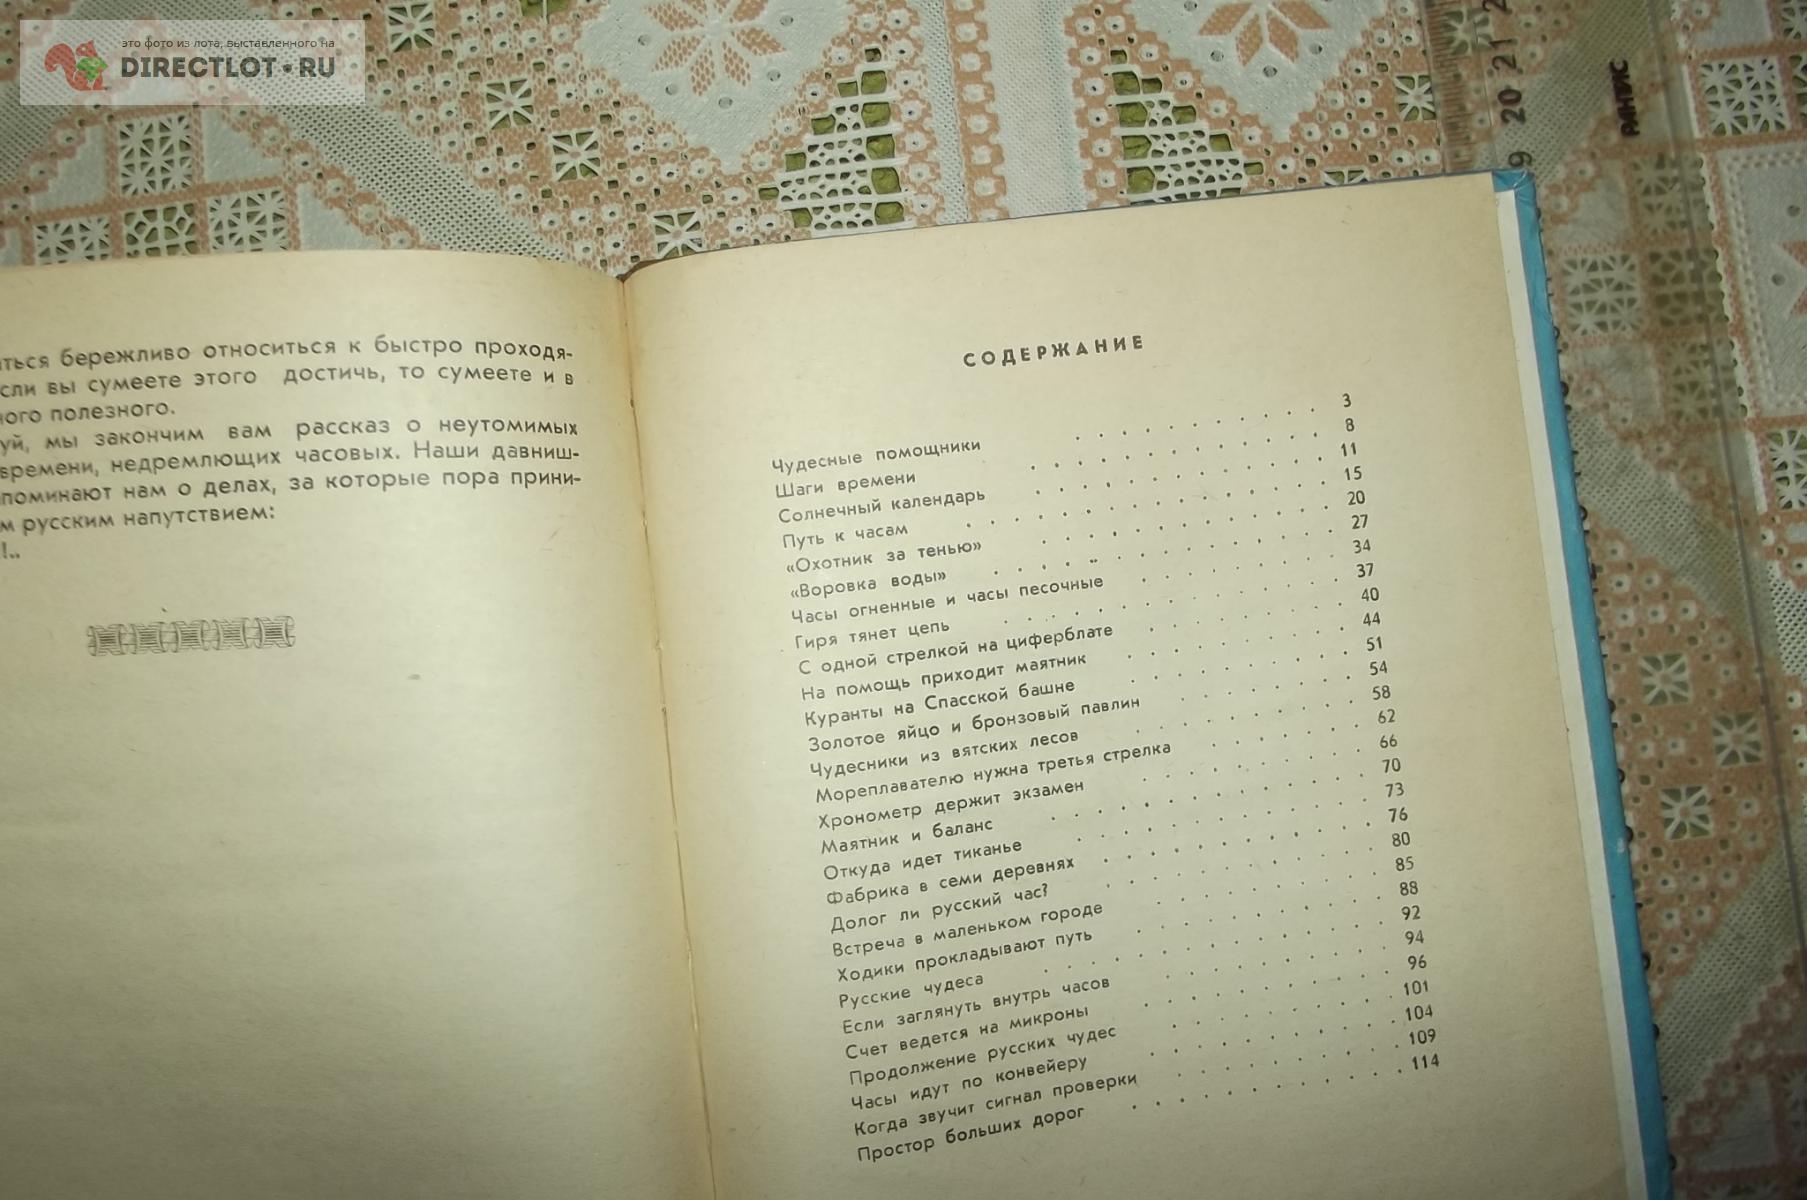 это фото из лота, выставленного на
DIRECTLOT.RU
20 21 2
9
РАНИС
бережливо относиться к быстро проходя-
вы сумеете этого достичь, то сумеете и в
полезного.
мы закончим вам рассказ о неутомимых
времени, недремлющих часовых. Наши давниш-
нам о делах, за которые пора прини-
м русским напутствием:
!..
СОДЕРЖАНИЕ
Чудесные помощники . . . . . . . . . . 3
Шаги времени . . . . . . . . . . 8
Солнечный календарь . . . . . . . . . . 11
Путь к часам . . . . . . . . . . 15
«Охотник за тенью» . . . . . . . . . . 20
«Воровка воды» . . . . . . . . . . 27
Часы огненные и часы песочные . . . . . . . . 34
Гиря тянет цепь . . . . . . . . . . 37
С одной стрелкой на циферблате . . . . . . . . 40
На помощь приходит маятник . . . . . . . . 44
Куранты на Спасской башне . . . . . . . . 51
Золотое яйцо и бронзовый павлин . . . . . . . 54
Чудесники из вятских лесов . . . . . . . . 58
Мореплавателю нужна третья стрелка . . . . . . 62
Хронометр держит экзамен . . . . . . . . 66
Маятник и баланс . . . . . . . . . . 70
Откуда идет тиканье . . . . . . . . . . 73
Фабрика в семи деревнях . . . . . . . . . 76
Долог ли русский час? . . . . . . . . . 80
Встреча в маленьком городе . . . . . . . . 85
Ходики прокладывают путь . . . . . . . . 88
Русские чудеса . . . . . . . . . . 92
Если заглянуть внутрь часов . . . . . . . . 94
Счет ведется на микроны . . . . . . . . 96
Продолжение русских чудес . . . . . . . . 101
Часы идут по конвейеру . . . . . . . . 104
Когда звучит сигнал проверки . . . . . . . . 109
Простор больших дорог . . . . . . . . . 114